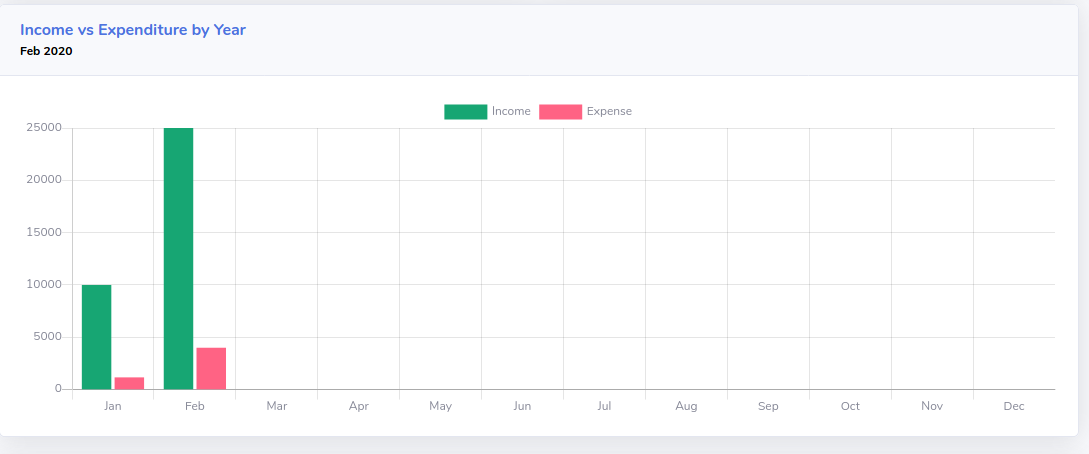 Income vs Expenditure by Year
Feb 2020
Income Expense
25000
20000
15000
10000
5000
0
Jan Feb Mar Apr May Jun Jul Aug Sep Oct Nov Dec